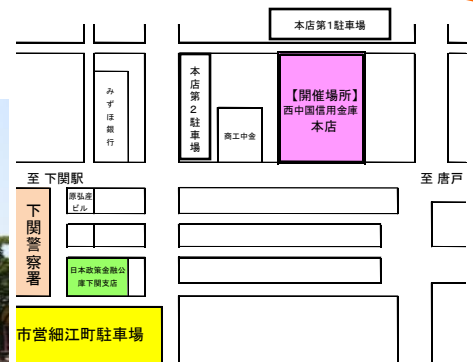 本店第1駐車場
みずほ銀行
本店第2駐車場
商工中金
【開催場所】
西中国信用金庫
本店
至 下関駅
至 唐戸
下関警察署
原弘産
ビル
日本政策金融公
庫下関支店
市営細江町駐車場